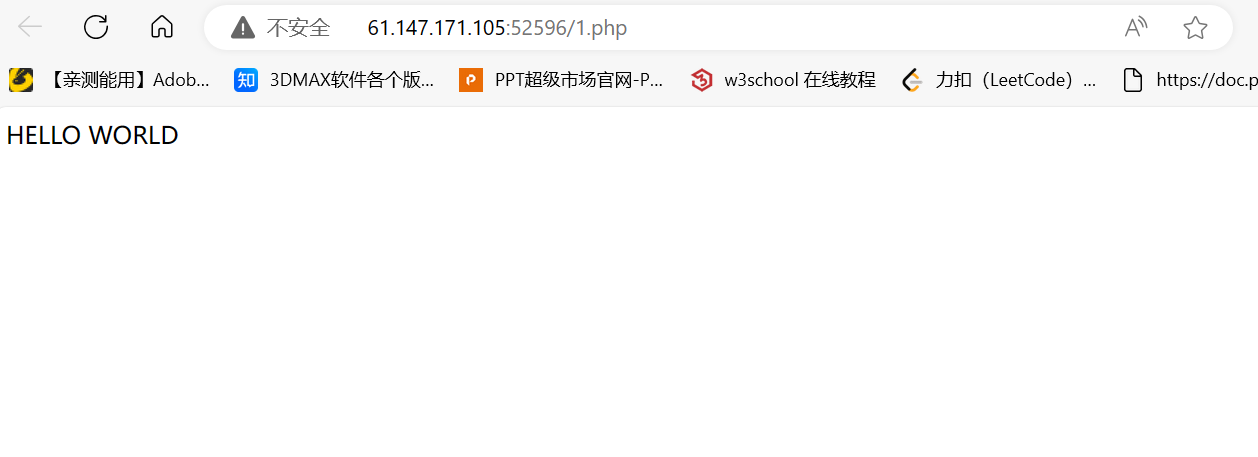 不安全 61.147.171.105:52596/1.php
【亲测能用】Adob... 知 3DMAX软件各个版... P PPT超级市场官网-P... w3school 在线教程 力扣（LeetCode）... https://doc.p
HELLO WORLD